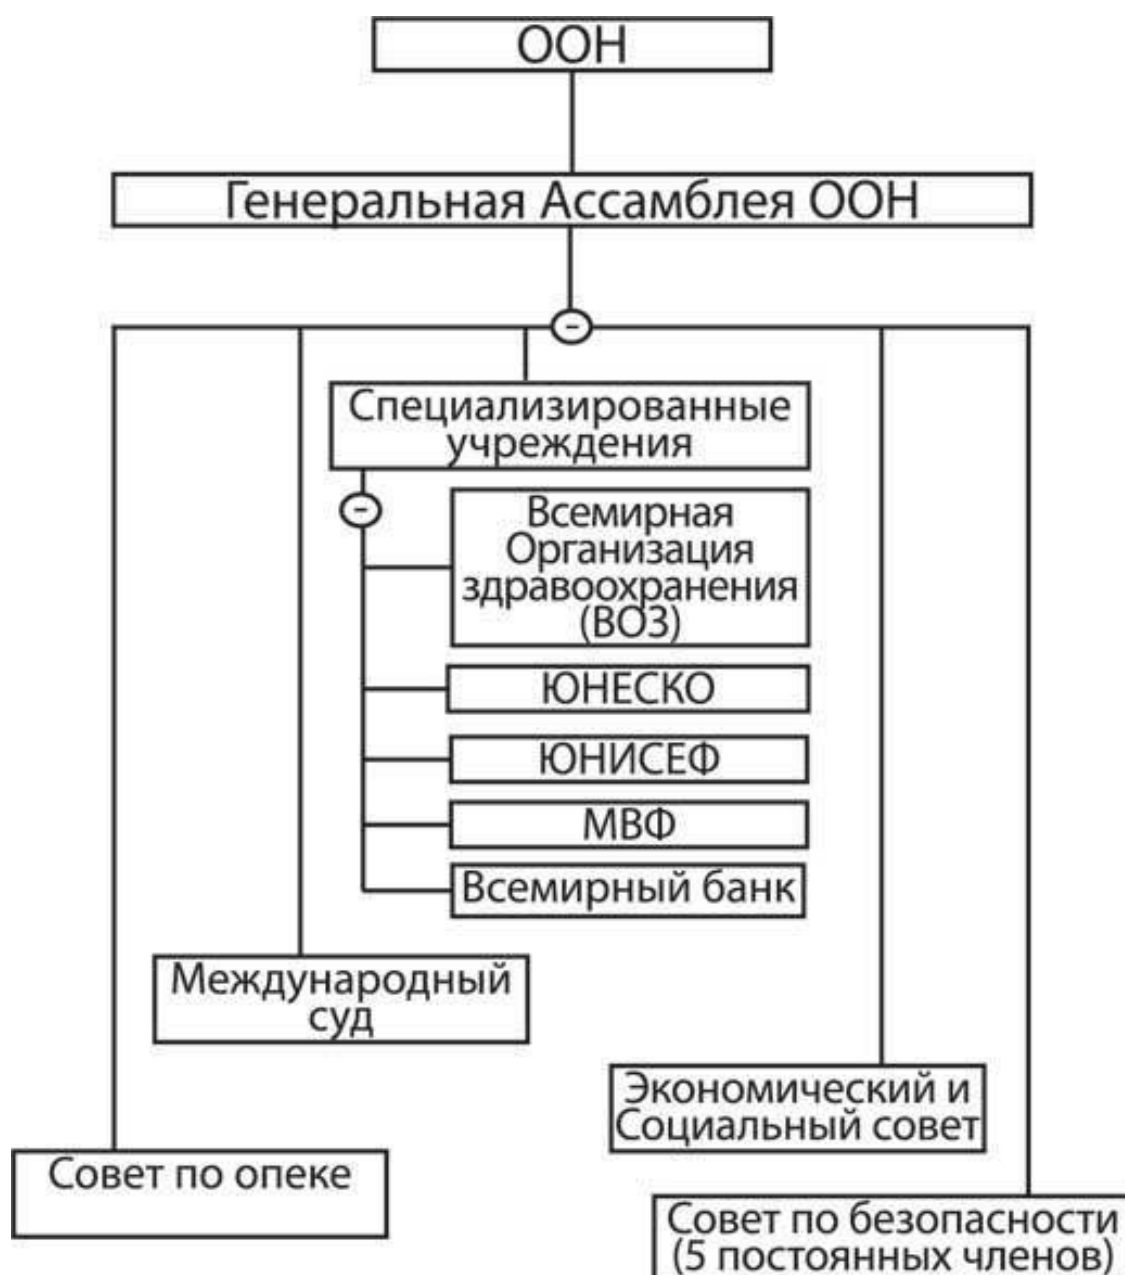 ООН
Генеральная Ассамблея ООН
Специализированные
учреждения
Всемирная
Организация
здравоохранения
(ВОЗ)
ЮНЕСКО
ЮНИСЕФ
МВФ
Всемирный банк
Международный
суд
Экономический и
Социальный совет
Совет по опеке
Совет по безопасности
(5 постоянных членов)